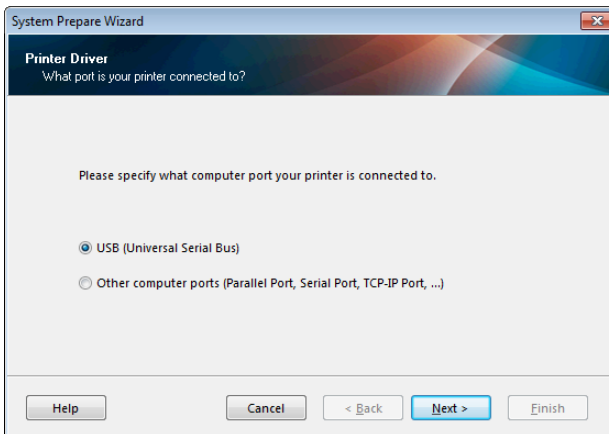 System Prepare Wizard
Printer Driver
What port is your printer connected to?
Please specify what computer port your printer is connected to.
USB (Universal Serial Bus)
Other computer ports (Parallel Port, Serial Port, TCP-IP Port, ...)
Help Cancel < Back Next > Finish